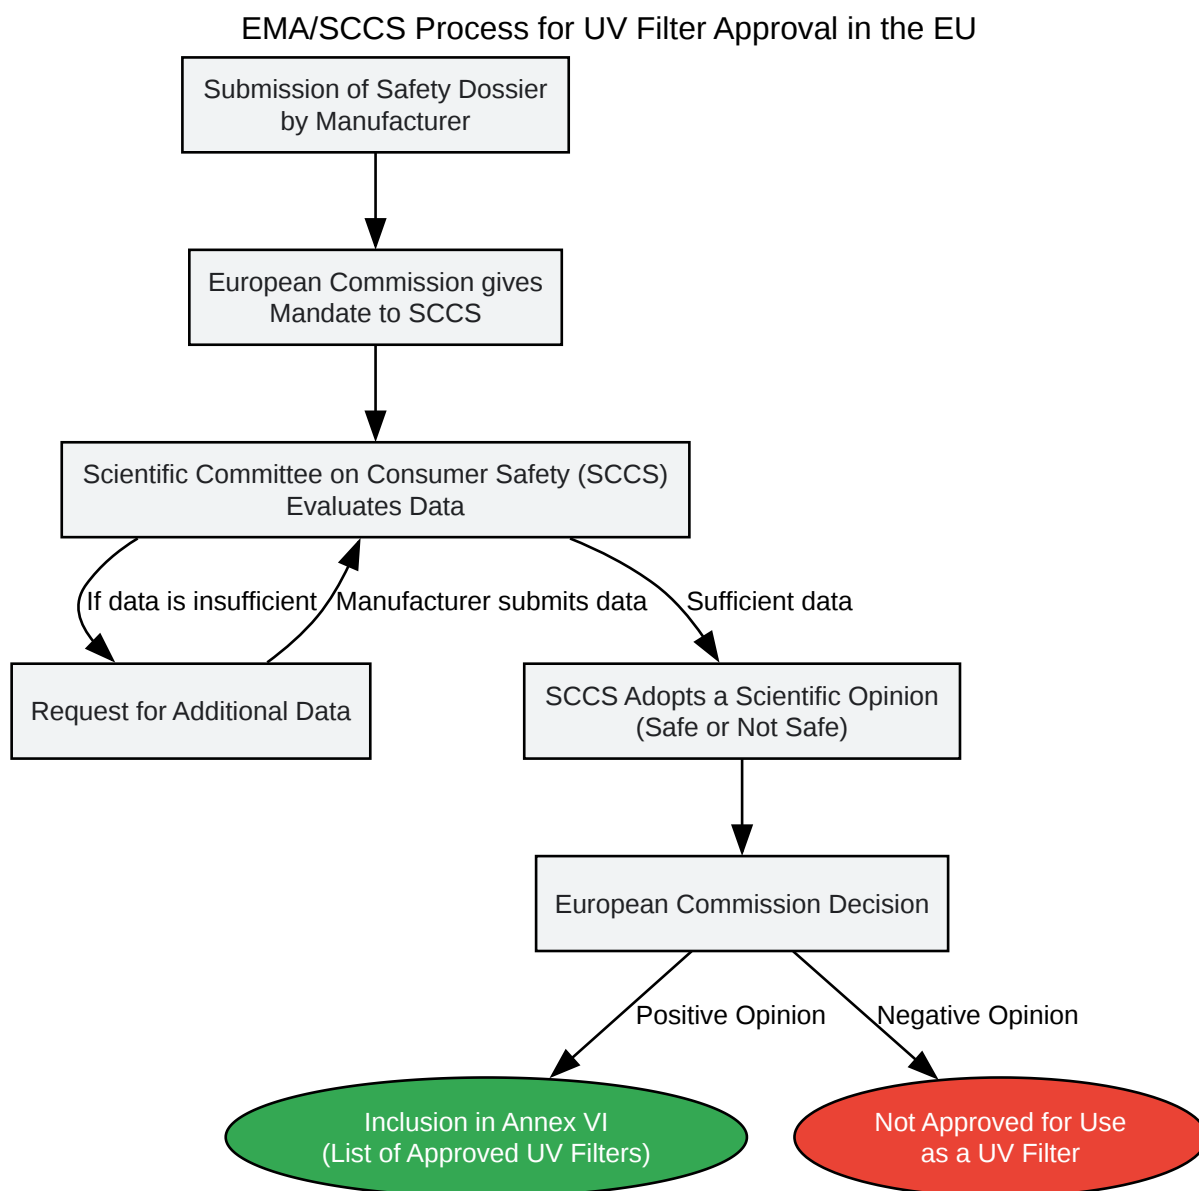 EMA/SCCS Process for UV Filter Approval in the EU
Submission of Safety Dossier
by Manufacturer
European Commission gives
Mandate to SCCS
Scientific Committee on Consumer Safety (SCCS)
Evaluates Data
If data is insufficient
Manufacturer submits data
Sufficient data
Request for Additional Data
SCCS Adopts a Scientific Opinion
(Safe or Not Safe)
European Commission Decision
Positive Opinion
Negative Opinion
Inclusion in Annex VI
(List of Approved UV Filters)
Not Approved for Use
as a UV Filter